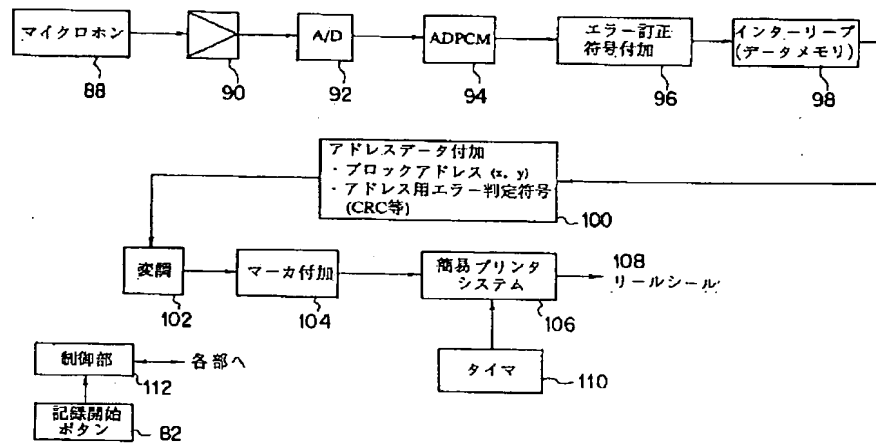 マイクロホン
88
90
A/D
92
ADPCM
94
エラー訂正
符号付加
96
インターリーブ
(データメモリ)
98
アドレスデータ付加
・ブロックアドレス (x, y)
・アドレス用エラー判定符号
(CRC等)
100
変調
102
マーカ付加
104
簡易プリンタ
システム
106
108
リールシール
タイマ
110
制御部
112
各部へ
記録開始
ボタン
82